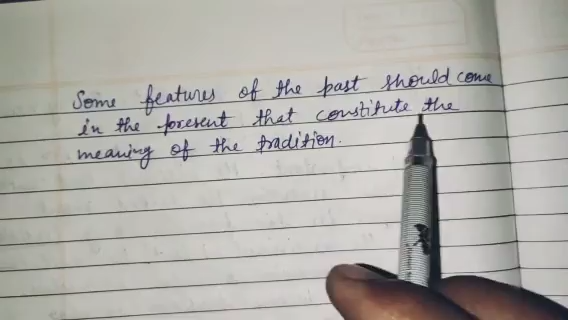 Some features of the past should come
in the present that constitute the
meaning of the tradition.